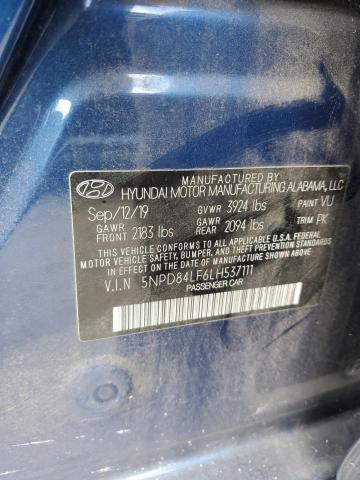 MANUFACTURED BY
HYUNDAI MOTOR MANUFACTURING ALABAMA, LLC
Sep/12/19 GVWR 3924 lbs PAINT VU
GAWR FRONT 2183 lbs GAWR REAR 2094 lbs TRIM PK
THIS VEHICLE CONFORMS TO ALL APPLICABLE U.S.A. FEDERAL
MOTOR VEHICLE SAFETY, BUMPER, AND THEFT PREVENTION STANDARDS
IN EFFECT ON THE DATE OF MANUFACTURE SHOWN ABOVE.
V.I.N 5NPD84LF6LH537111
PASSENGER CAR